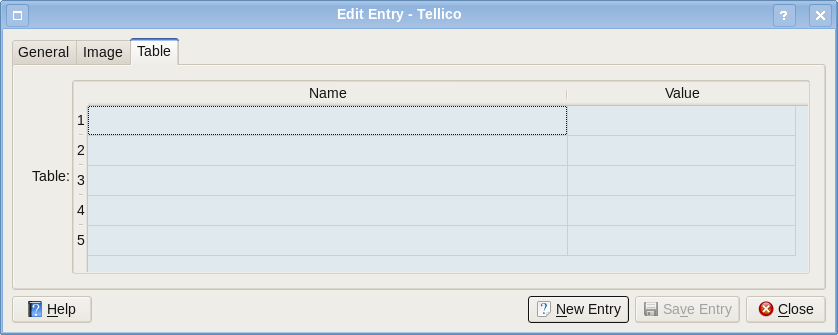 Edit Entry - Tellico
?
General Image Table
Name Value
1
2
Table: 3
4
5
Help New Entry Save Entry Close